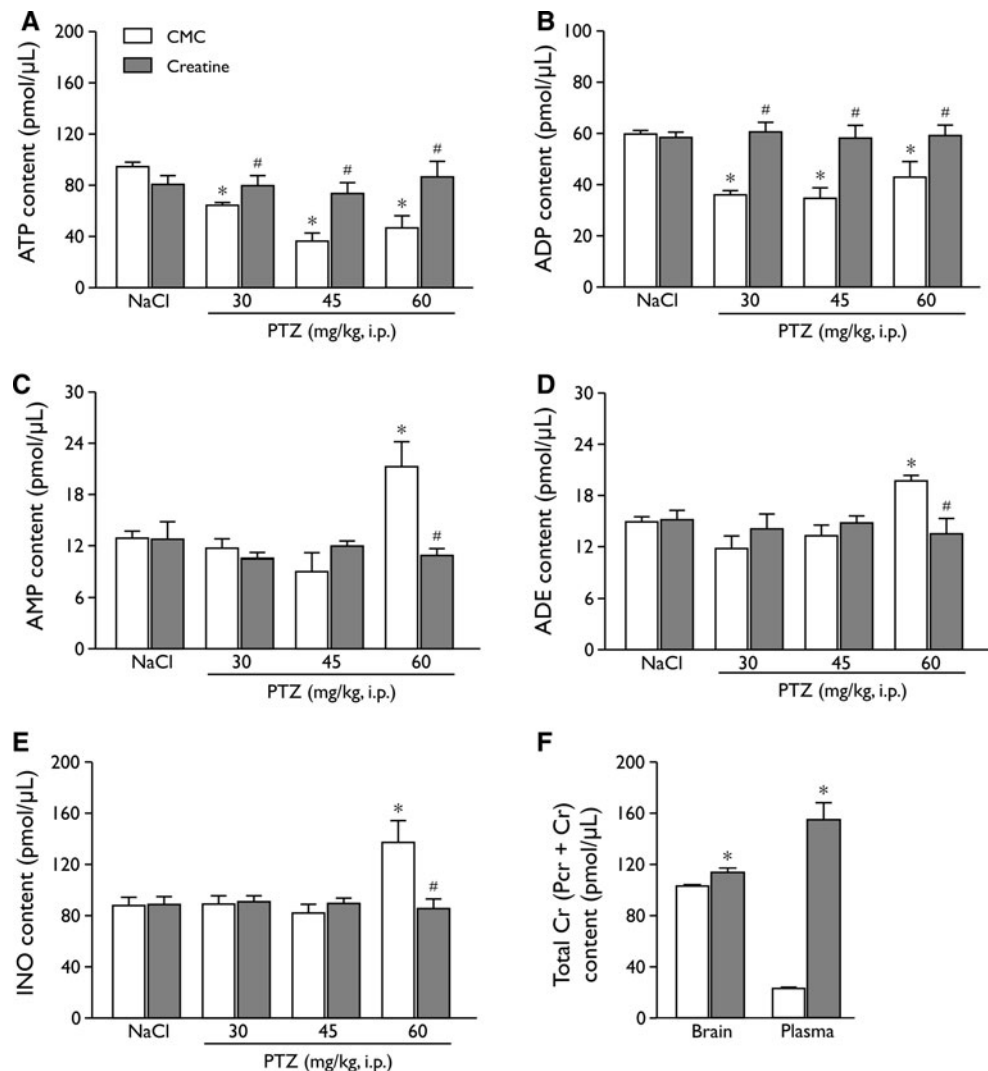 A
ATP content (pmol/µL)
200
160
120
80
40
0
CMC
Creatine
*
#
*
#
*
#
NaCl 30 45 60
PTZ (mg/kg, i.p.)
B
ADP content (pmol/µL)
100
80
60
40
20
0
*
#
*
#
*
#
NaCl 30 45 60
PTZ (mg/kg, i.p.)
C
AMP content (pmol/µL)
30
24
18
12
6
0
*
#
NaCl 30 45 60
PTZ (mg/kg, i.p.)
D
ADE content (pmol/µL)
30
24
18
12
6
0
*
#
NaCl 30 45 60
PTZ (mg/kg, i.p.)
E
INO content (pmol/µL)
200
160
120
80
40
0
*
#
NaCl 30 45 60
PTZ (mg/kg, i.p.)
F
Total Cr (Pcr + Cr)
content (pmol/µL)
200
160
120
80
40
0
*
*
Brain Plasma